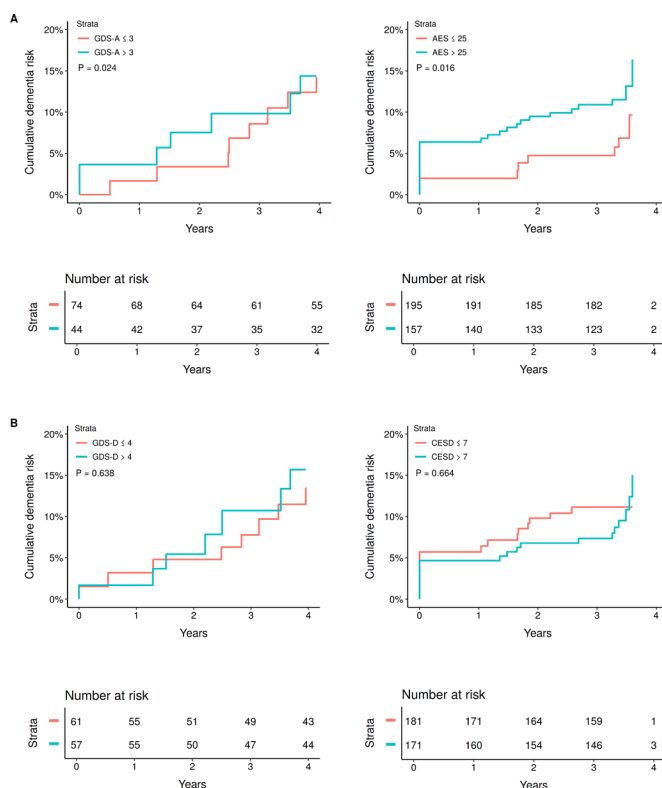 A
Strata
GDS-A ≤ 3
GDS-A > 3
P = 0.024
20%
15%
10%
5%
0%
Cumulative dementia risk
0 1 2 3 4
Years
Strata
AES ≤ 25
AES > 25
P = 0.016
20%
15%
10%
5%
0%
Cumulative dementia risk
0 1 2 3 4
Years
Number at risk
Strata
74 68 64 61 55
44 42 37 35 32
0 1 2 3 4
Years
Number at risk
Strata
195 191 185 182 2
157 140 133 123 2
0 1 2 3 4
Years
B
Strata
GDS-D ≤ 4
GDS-D > 4
P = 0.638
20%
15%
10%
5%
0%
Cumulative dementia risk
0 1 2 3 4
Years
Strata
CESD ≤ 7
CESD > 7
P = 0.664
20%
15%
10%
5%
0%
Cumulative dementia risk
0 1 2 3 4
Years
Number at risk
Strata
61 55 51 49 43
57 55 50 47 44
0 1 2 3 4
Years
Number at risk
Strata
181 171 164 159 1
171 160 154 146 3
0 1 2 3 4
Years